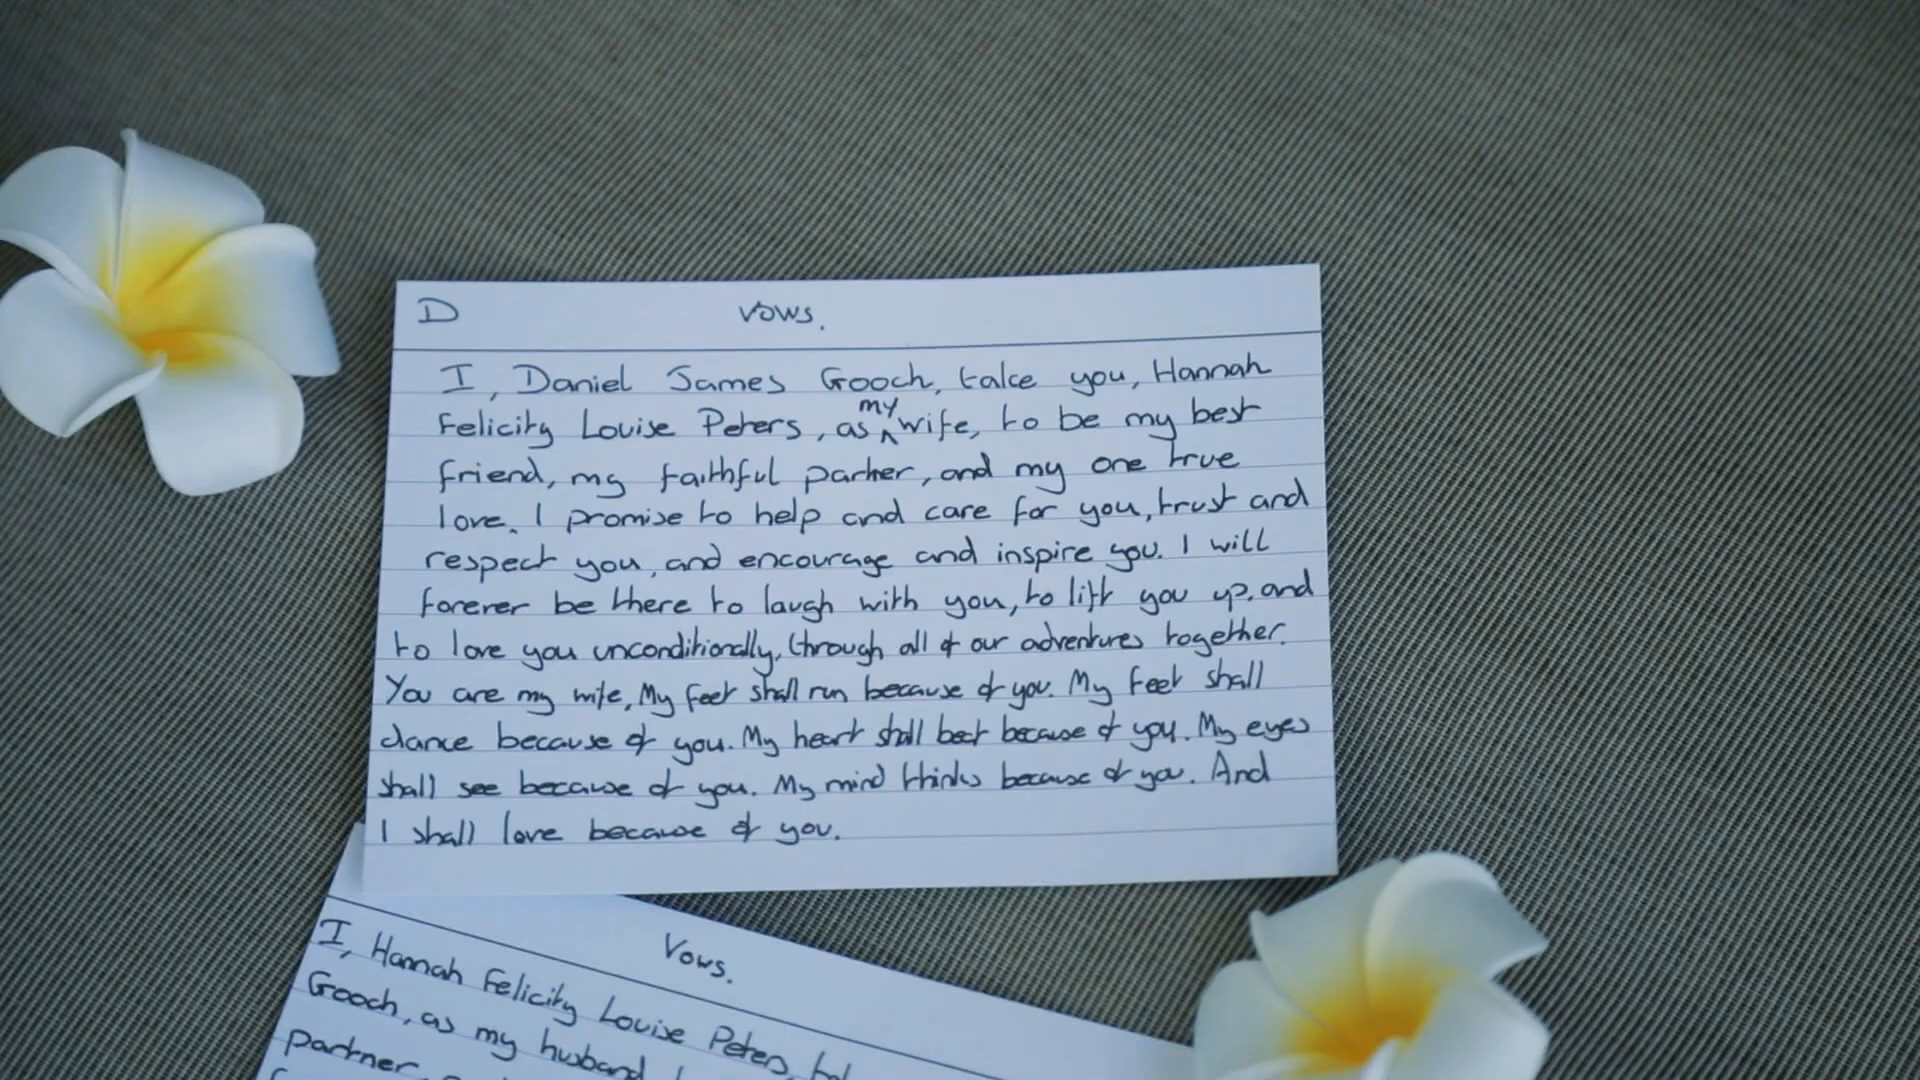 D vows.
I, Daniel James Gooch, take you, Hannah
Felicity Louise Peters, as my wife, to be my best
friend, my faithful partner, and my one true
love. I promise to help and care for you, trust and
respect you, and encourage and inspire you. I will
forever be there to laugh with you, to lift you up, and
to love you unconditionally, through all of our adventures together.
You are my wife. My feet shall run because of you. My feet shall
dance because of you. My heart shall beat because of you. My eyes
shall see because of you. My mind thinks because of you. And
I shall love because of you.
Vows.
I, Hannah Felicity Louise Peters,
Gooch, as my husband
partner